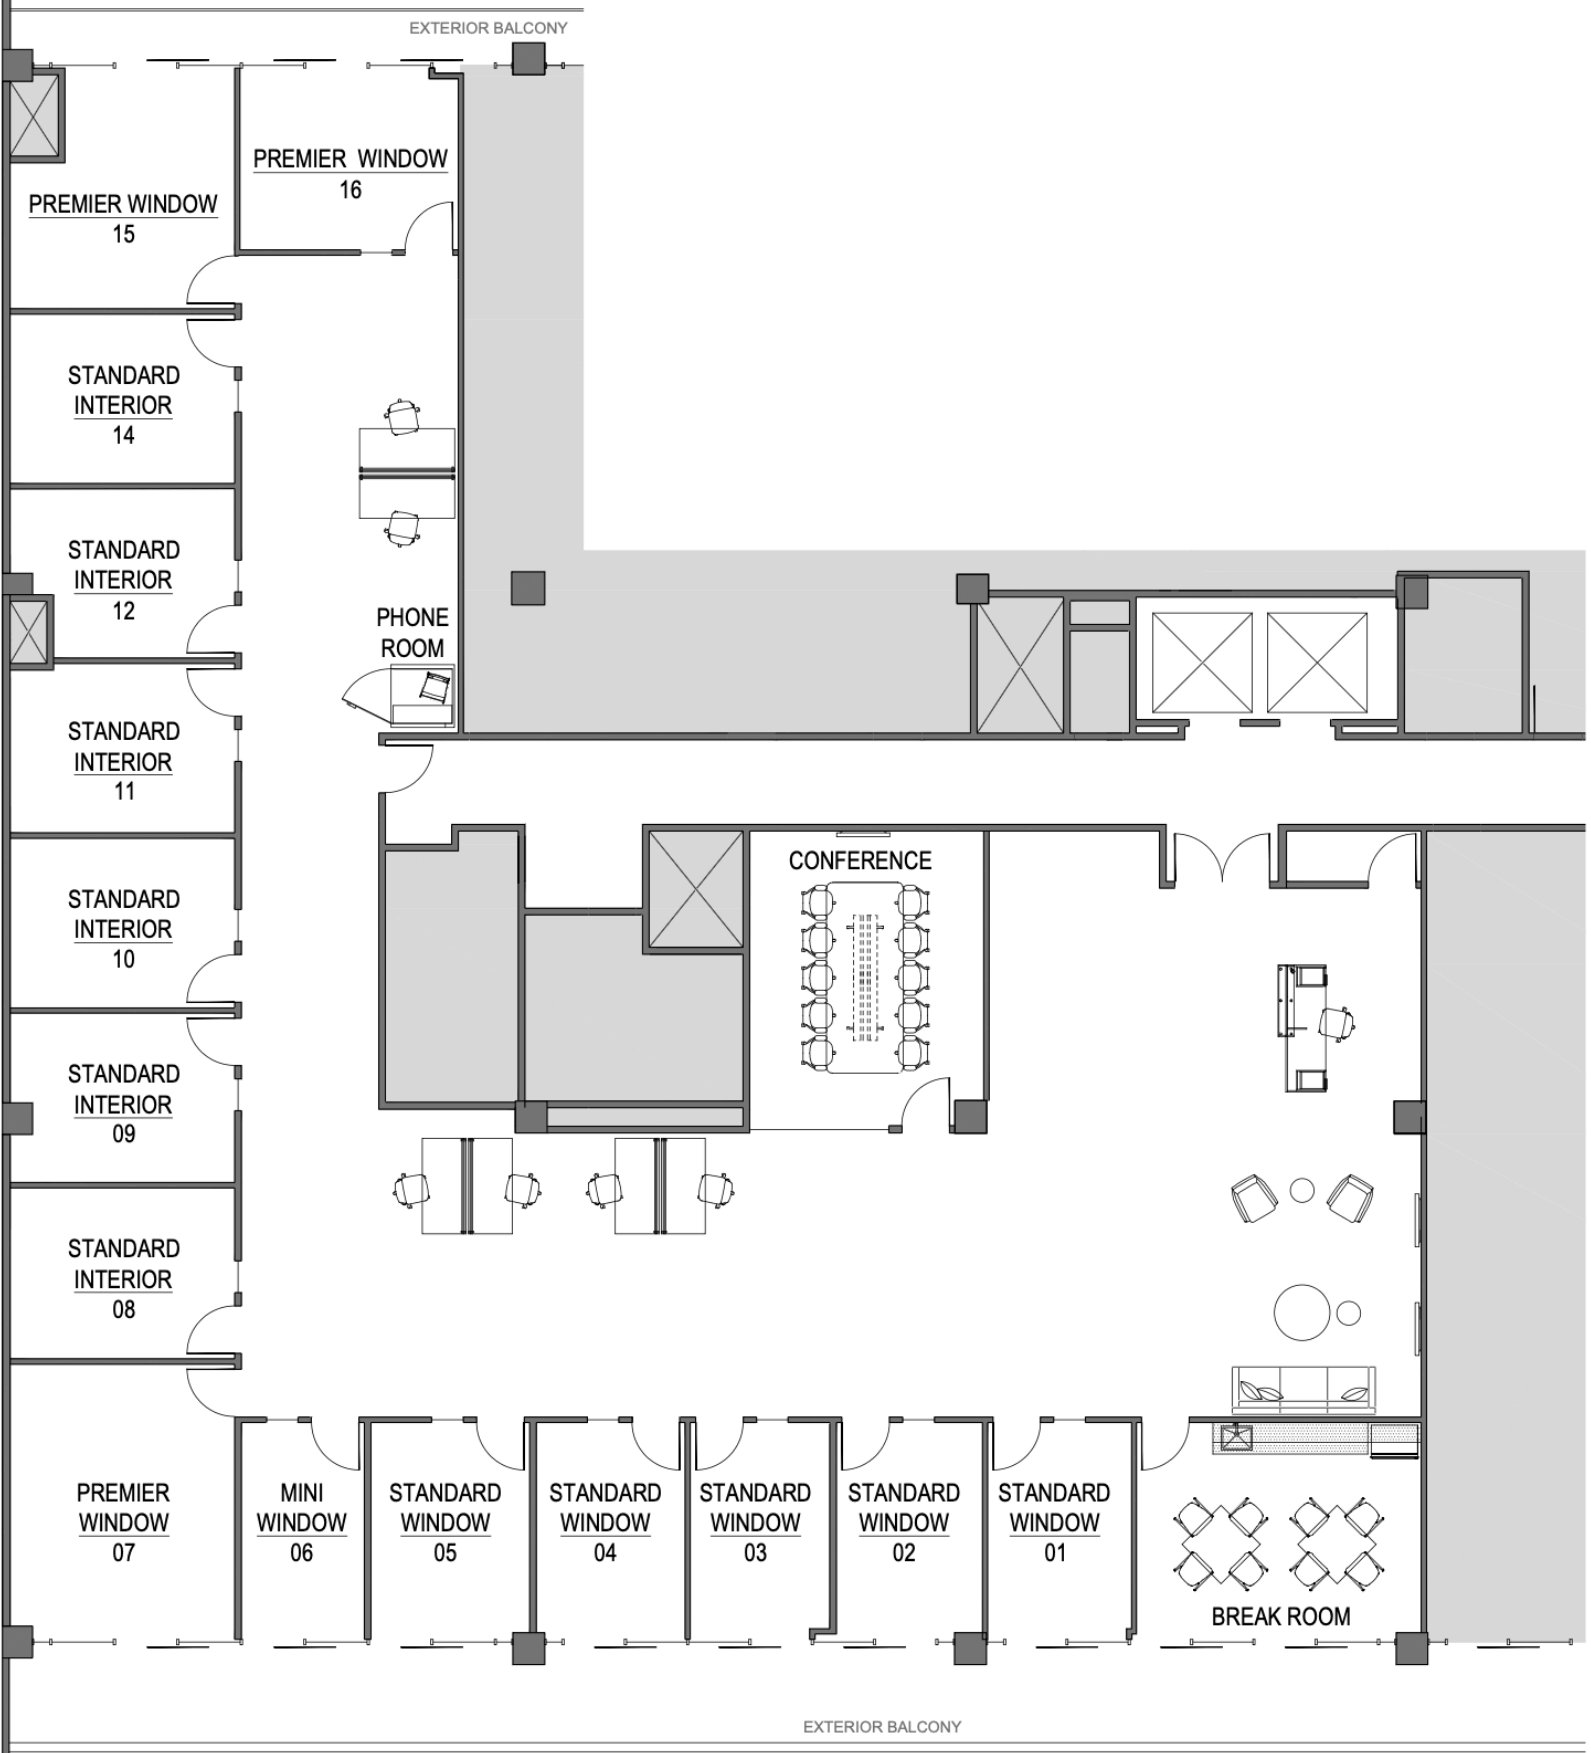 EXTERIOR BALCONY
PREMIER WINDOW
16
PREMIER WINDOW
15
STANDARD
INTERIOR
14
STANDARD
INTERIOR
12
PHONE
ROOM
STANDARD
INTERIOR
11
CONFERENCE
STANDARD
INTERIOR
10
STANDARD
INTERIOR
09
STANDARD
INTERIOR
08
PREMIER
WINDOW
07
MINI
WINDOW
06
STANDARD
WINDOW
05
STANDARD
WINDOW
04
STANDARD
WINDOW
03
STANDARD
WINDOW
02
STANDARD
WINDOW
01
BREAK ROOM
EXTERIOR BALCONY